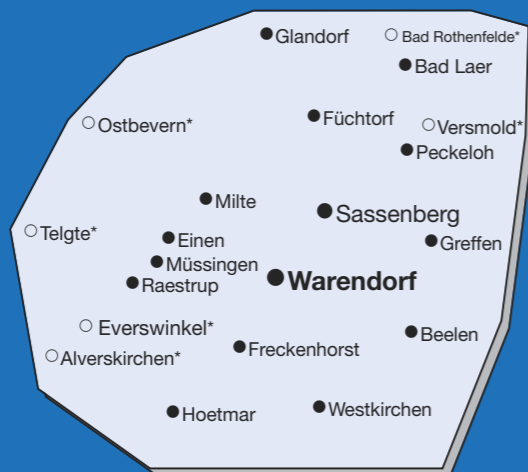 Glandorf
Bad Rothenfelde*
Bad Laer
Ostbevern*
Füchtorf
Versmold*
Peckeloh
Milte
Sassenberg
Telgte*
Einen
Greffen
Müssingen
Raestrup
Warendorf
Everswinkel*
Beelen
Freckenhorst
Alverskirchen*
Hoetmar
Westkirchen